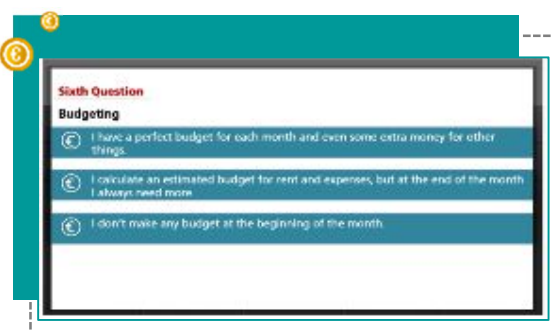 Sixth Question
Budgeting
I have a perfect budget for each month and even some extra money for other
things.
I calculate an estimated budget for rent and expenses, but at the end of the month
I always need more.
I don't make any budget at the beginning of the month.